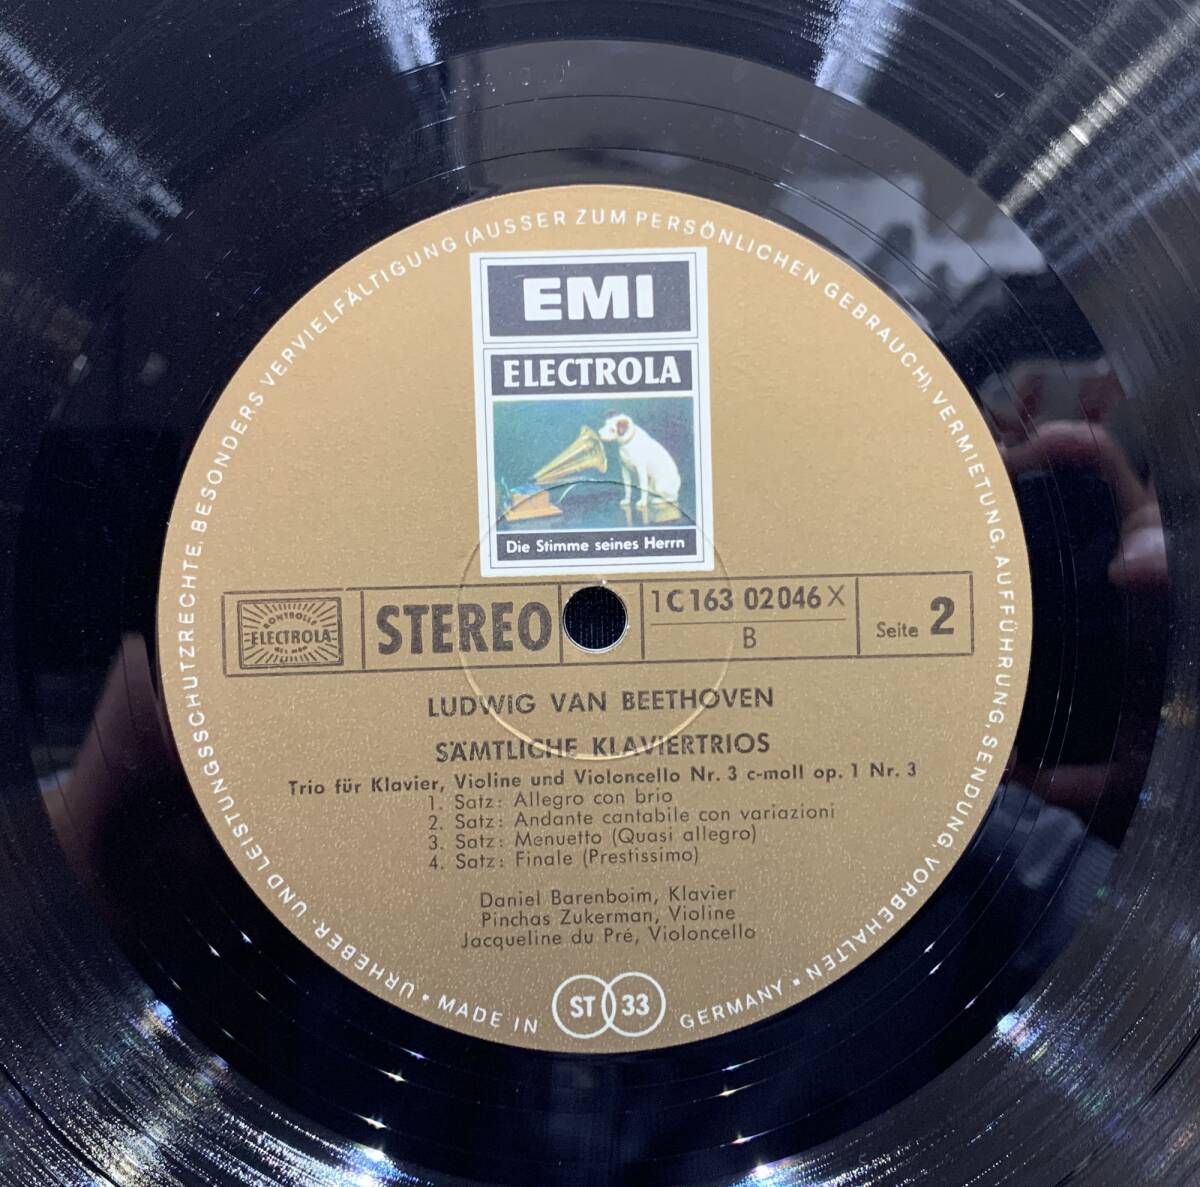 URHEBER- UND LEISTUNGSSCHUTZRECHTE, BESONDERS VERVIELFÄLTIGUNG (AUSSER ZUM PERSÖNLICHEN GEBRAUCH), VERMIETUNG, AUFFÜHRUNG, SENDUNG, VORBEHALTEN
EMI
ELECTROLA
Die Stimme seines Herrn
KONTROLLE
ELECTROLA
STEREO
1 C 163 02 046 X
B
Seite 2
LUDWIG VAN BEETHOVEN
SÄMTLICHE KLAVIERTRIOS
Trio für Klavier, Violine und Violoncello Nr. 3 c-moll op. 1 Nr. 3
1. Satz: Allegro con brio
2. Satz: Andante cantabile con variazioni
3. Satz: Menuetto (Quasi allegro)
4. Satz: Finale (Prestissimo)
Daniel Barenboim, Klavier
Pinchas Zukerman, Violine
Jacqueline du Pré, Violoncello
MADE IN ST 33 GERMANY